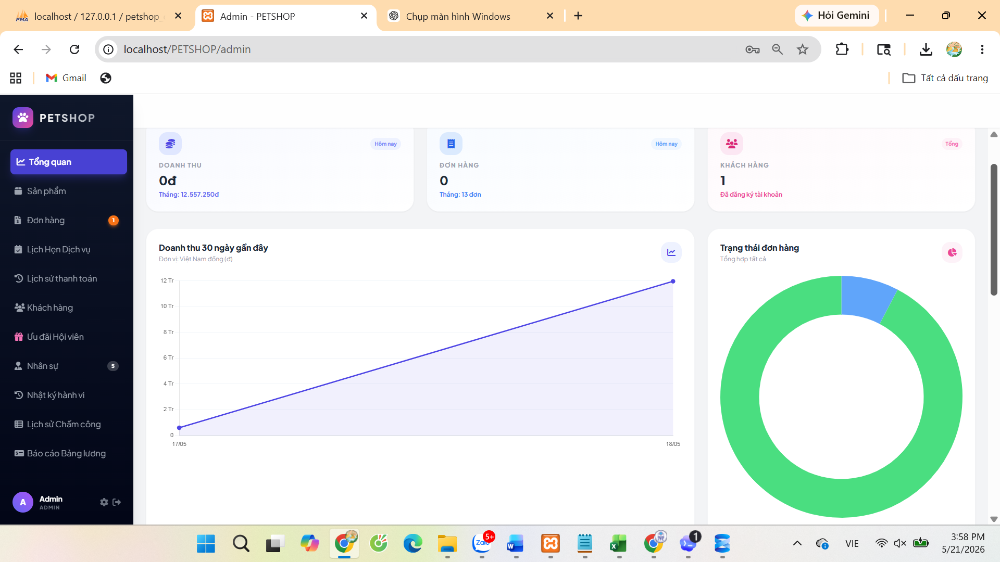 localhost / 127.0.0.1 / petshop_
Admin - PETSHOP
Chụp màn hình Windows
Hỏi Gemini
localhost/PETSHOP/admin
Gmail
Tất cả dấu trang
PETSHOP
Tổng quan
Sản phẩm
Đơn hàng
1
Lịch Hẹn Dịch vụ
Lịch sử thanh toán
Khách hàng
Ưu đãi Hội viên
Nhân sự
5
Nhật ký hành vi
Lịch sử Chấm công
Báo cáo Bảng lương
A
Admin
ADMIN
Hôm nay
DOANH THU
0đ
Tháng: 12.557.250đ
Hôm nay
ĐƠN HÀNG
0
Tháng: 13 đơn
Tổng
KHÁCH HÀNG
1
Đã đăng ký tài khoản
Doanh thu 30 ngày gần đây
Đơn vị: Việt Nam đồng (đ)
12 Tr
10 Tr
8 Tr
6 Tr
4 Tr
2 Tr
0
17/05
18/05
Trạng thái đơn hàng
Tổng hợp tất cả
Zalo
5+
1
VIE
3:58 PM
5/21/2026